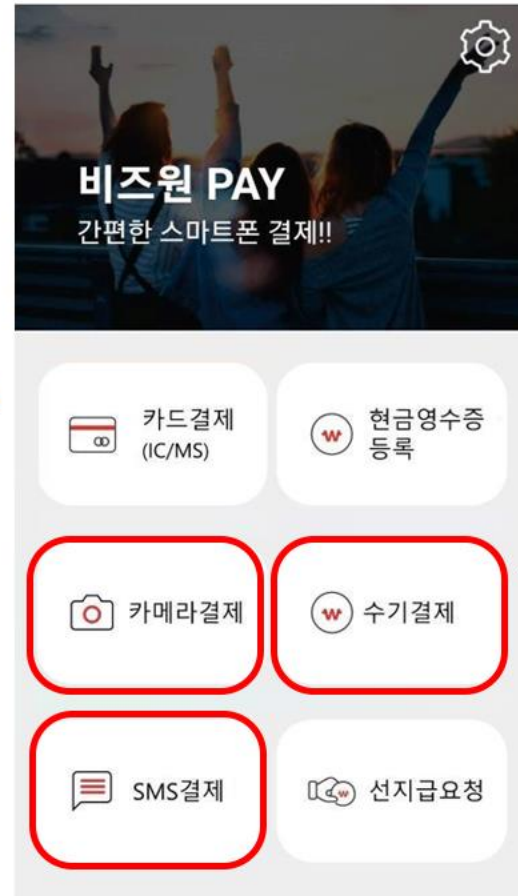 비즈원 PAY
간편한 스마트폰 결제!!
카드결제
(IC/MS)
현금영수증
등록
카메라결제
수기결제
SMS결제
선지급요청